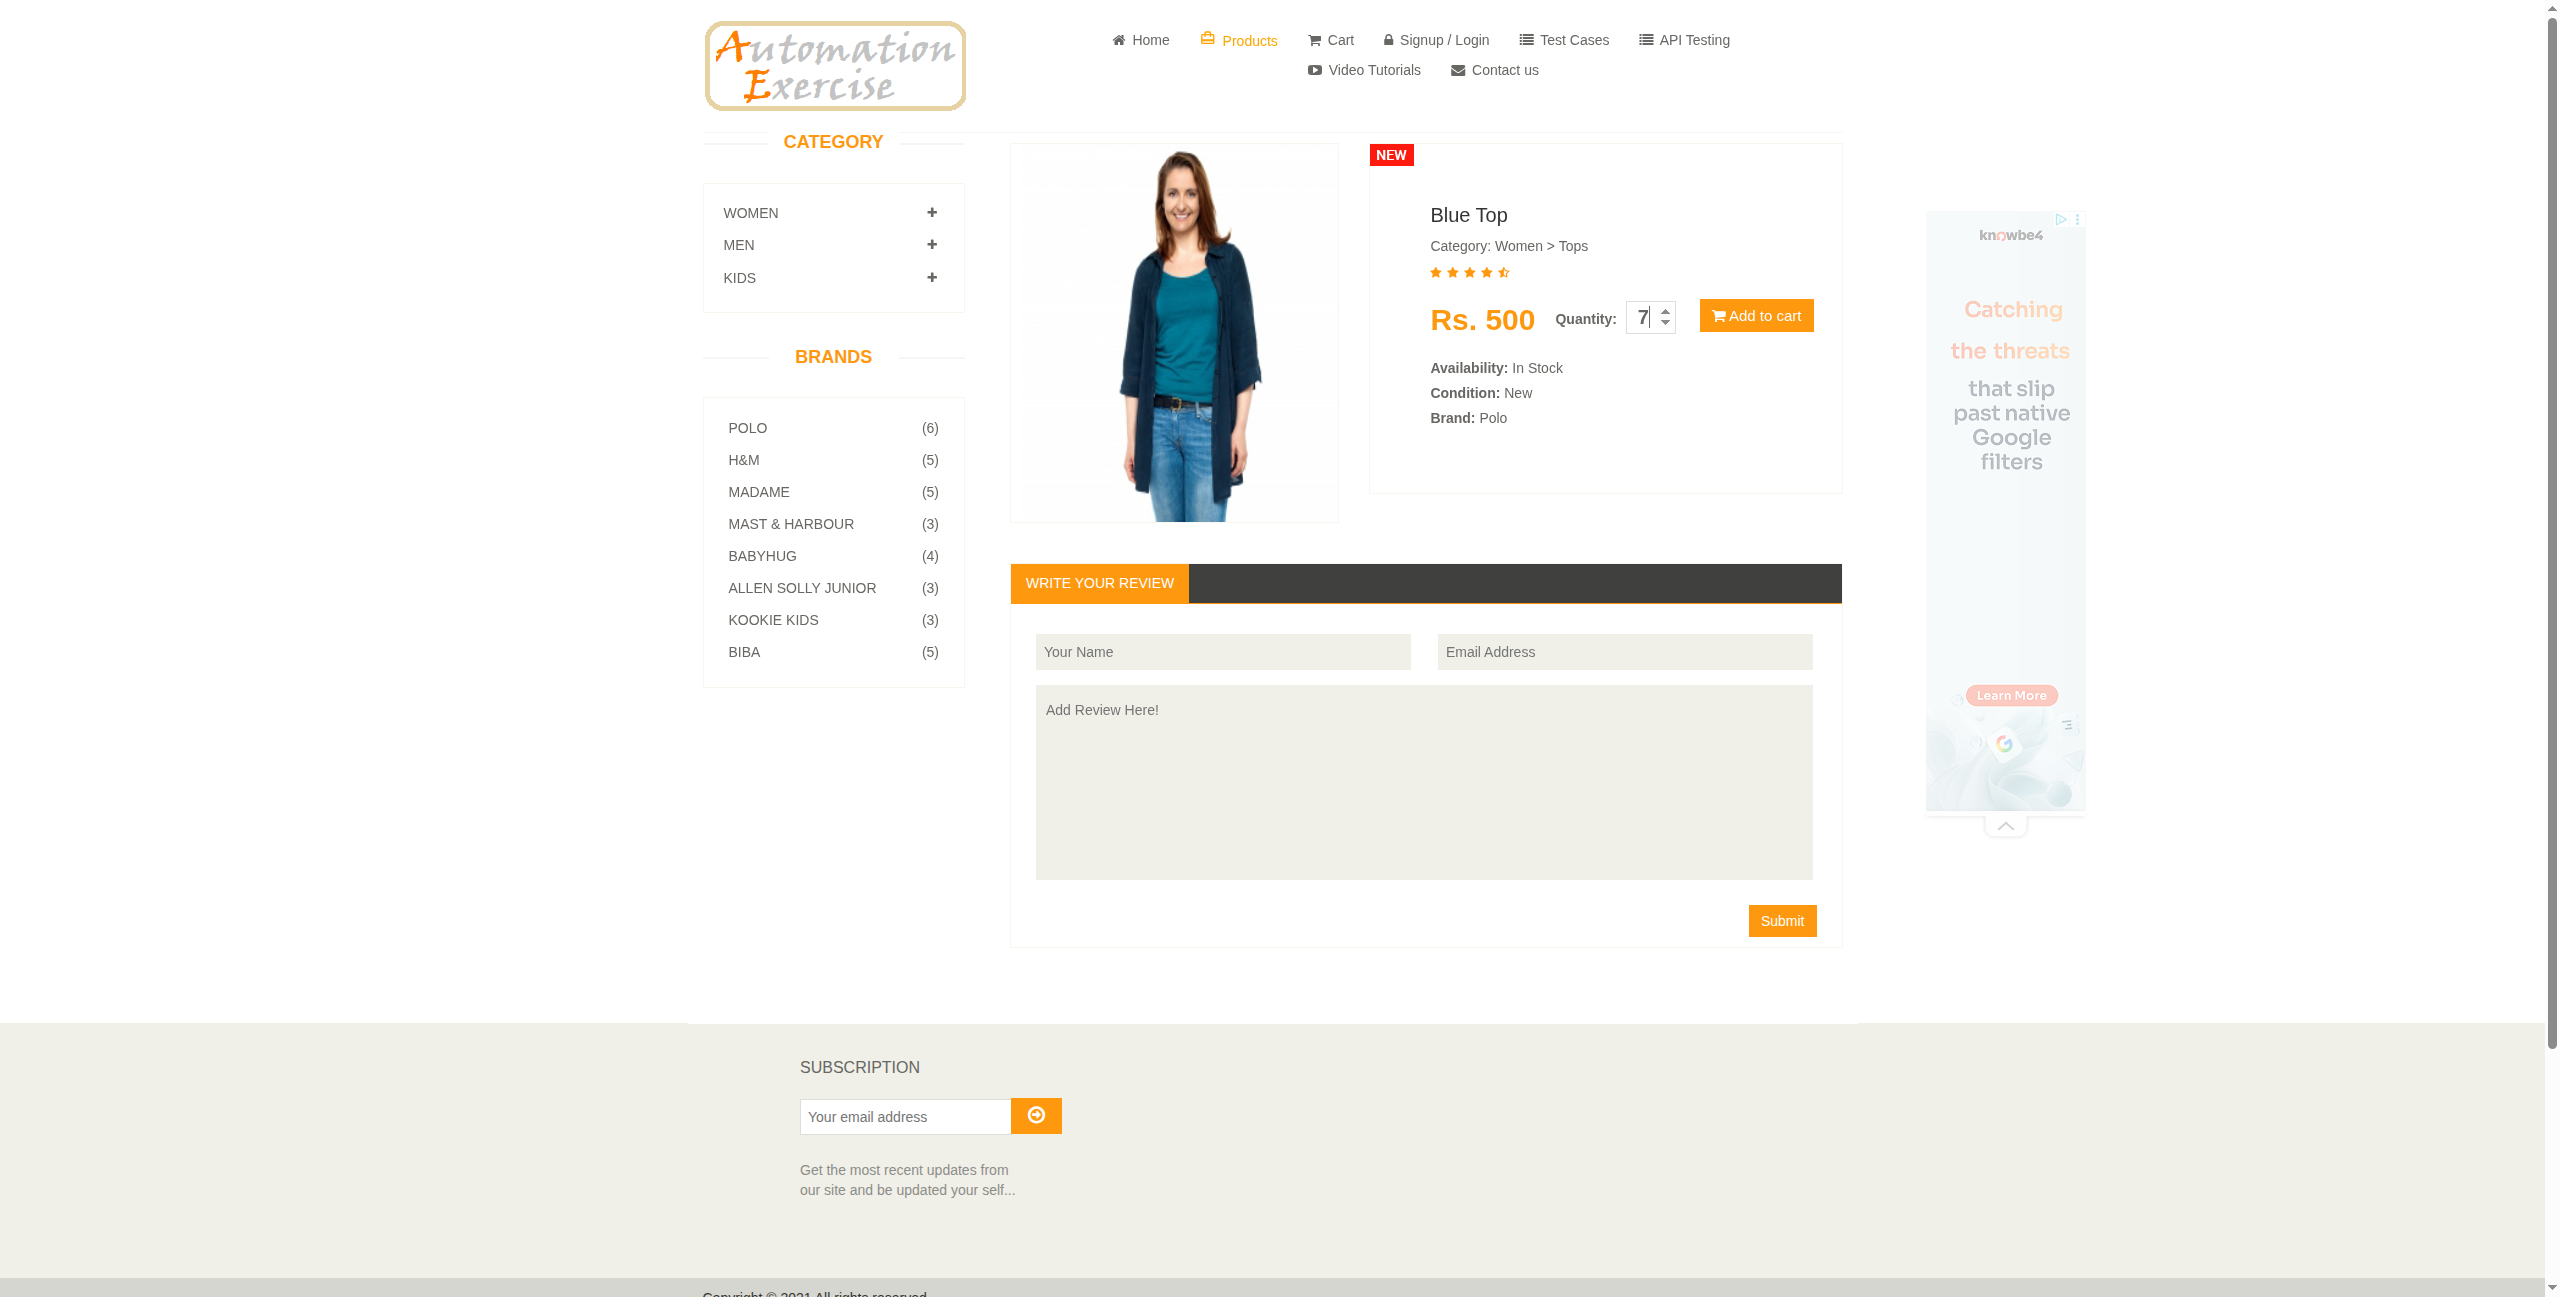 Automation
Exercise
Home
Products
Cart
Signup / Login
Test Cases
API Testing
Video Tutorials
Contact us
CATEGORY
WOMEN
MEN
KIDS
BRANDS
POLO (6)
H&M (5)
MADAME (5)
MAST & HARBOUR (3)
BABYHUG (4)
ALLEN SOLLY JUNIOR (3)
KOOKIE KIDS (3)
BIBA (5)
NEW
Blue Top
Category: Women > Tops
Rs. 500 Quantity: 7 Add to cart
Availability: In Stock
Condition: New
Brand: Polo
WRITE YOUR REVIEW
Your Name
Email Address
Add Review Here!
Submit
knowbe4
Catching
the threats
that slip
past native
Google
filters
Learn More
SUBSCRIPTION
Your email address
Get the most recent updates from
our site and be updated your self...
Copyright © 2021 All rights reserved